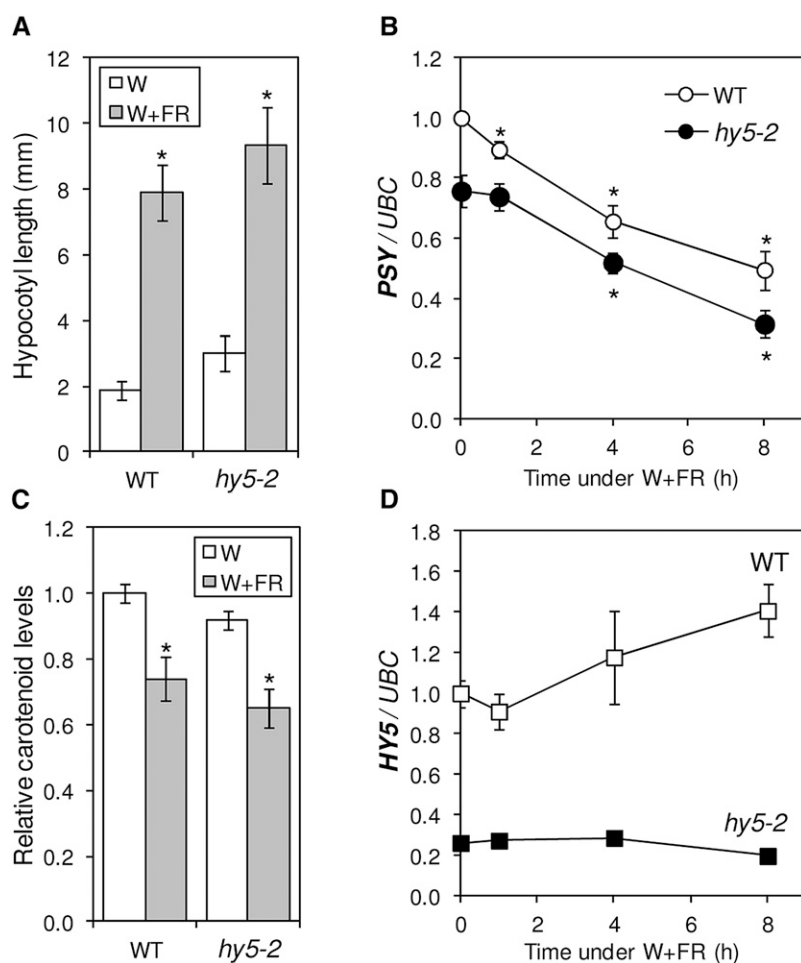 A
Hypocotyl length (mm)
12
10
8
6
4
2
0
W
W+FR
*
*
WT
hy5-2
B
PSY / UBC
1.2
1.0
0.8
0.6
0.4
0.2
0.0
WT
hy5-2
*
*
*
*
*
0
2
4
6
8
Time under W+FR (h)
C
Relative carotenoid levels
1.2
1.0
0.8
0.6
0.4
0.2
0.0
W
W+FR
*
*
WT
hy5-2
D
HY5 / UBC
1.8
1.6
1.4
1.2
1.0
0.8
0.6
0.4
0.2
0.0
WT
hy5-2
0
2
4
6
8
Time under W+FR (h)